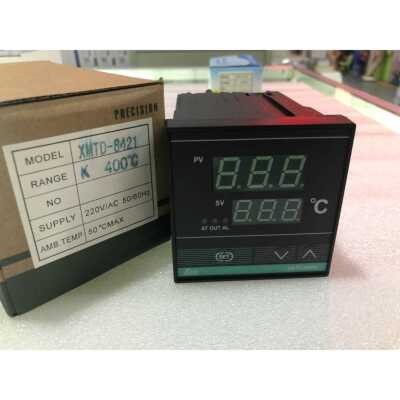 PRECISION
MODEL XMTD-8421
RANGE K 400℃
NO
SUPPLY 220V/AC 50/60Hz
AMB.TEMP 50℃MAX
PV
888
SV
888 ℃
AT OUT AL
SET